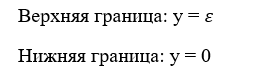 Верхняя граница: y = 𝜀
Нижняя граница: y = 0